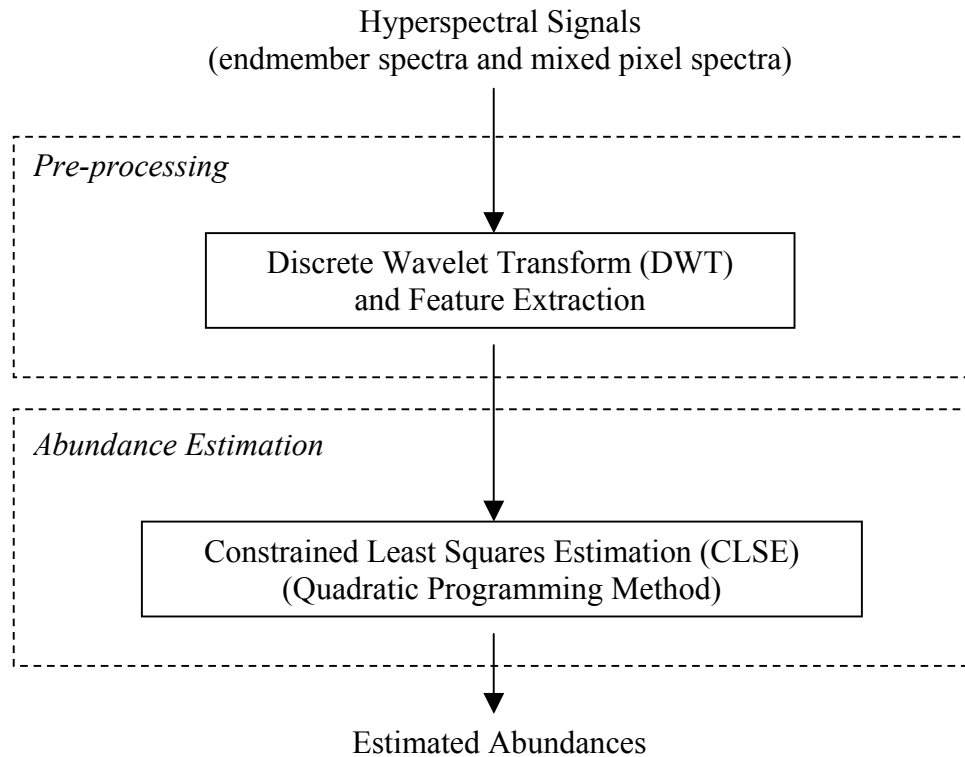 Hyperspectral Signals
(endmember spectra and mixed pixel spectra)
Pre-processing
Discrete Wavelet Transform (DWT)
and Feature Extraction
Abundance Estimation
Constrained Least Squares Estimation (CLSE)
(Quadratic Programming Method)
Estimated Abundances